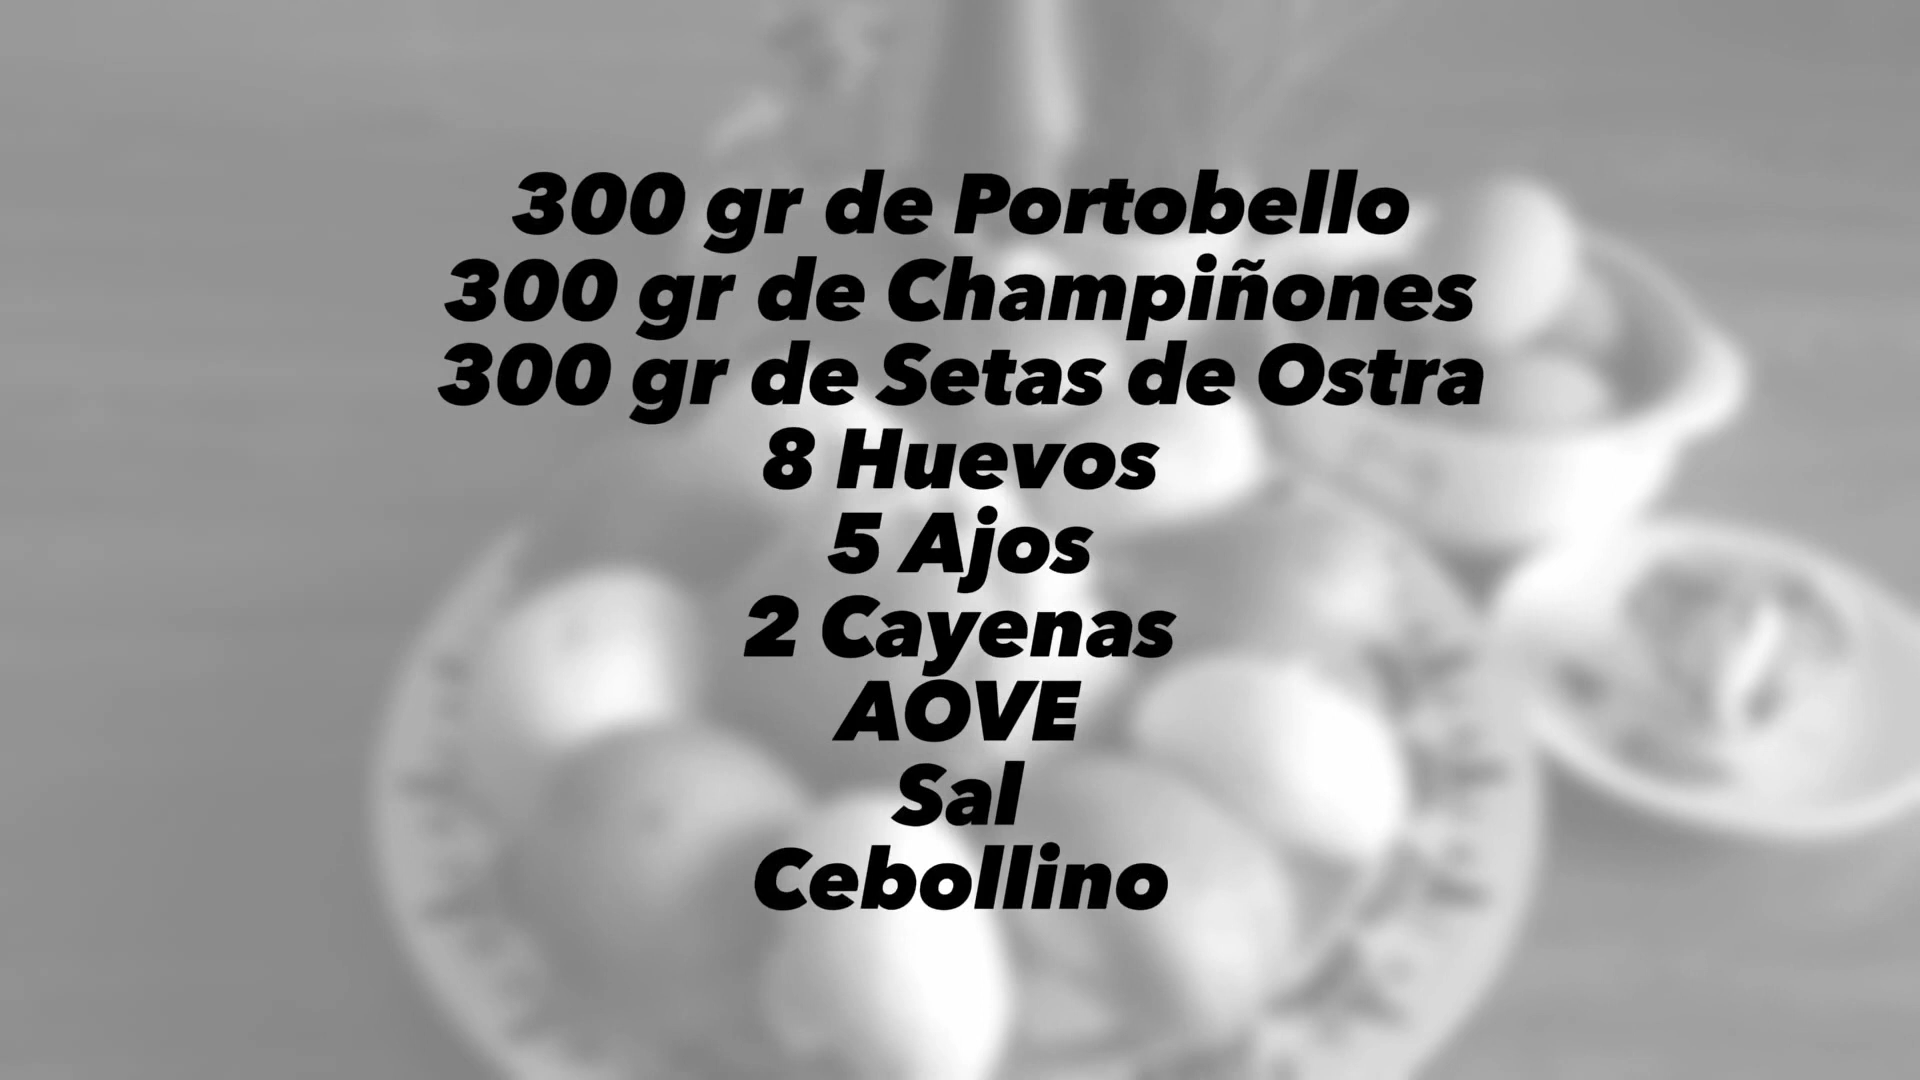 300 gr de Portobello
300 gr de Champiñones
300 gr de Setas de Ostra
8 Huevos
5 Ajos
2 Cayenas
AOVE
Sal
Cebollino